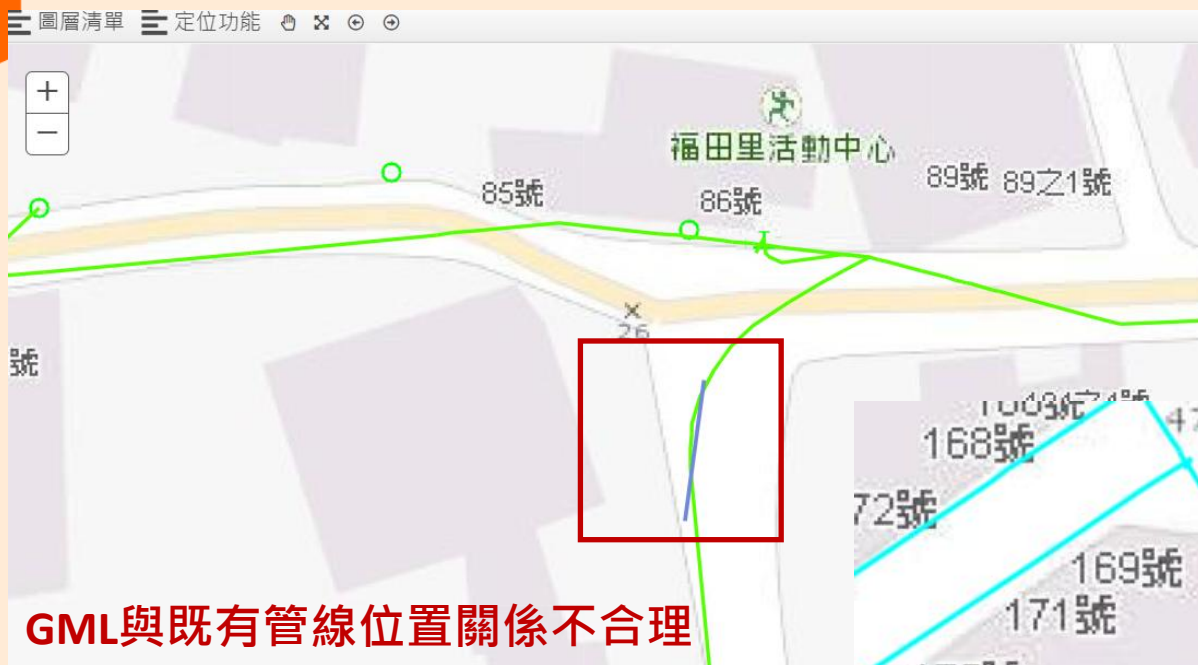 圖層清單 定位功能
+
−
福田里活動中心
85號
86號
89號 89之1號
26
號
168號
72號
169號
171號
GML與既有管線位置關係不合理